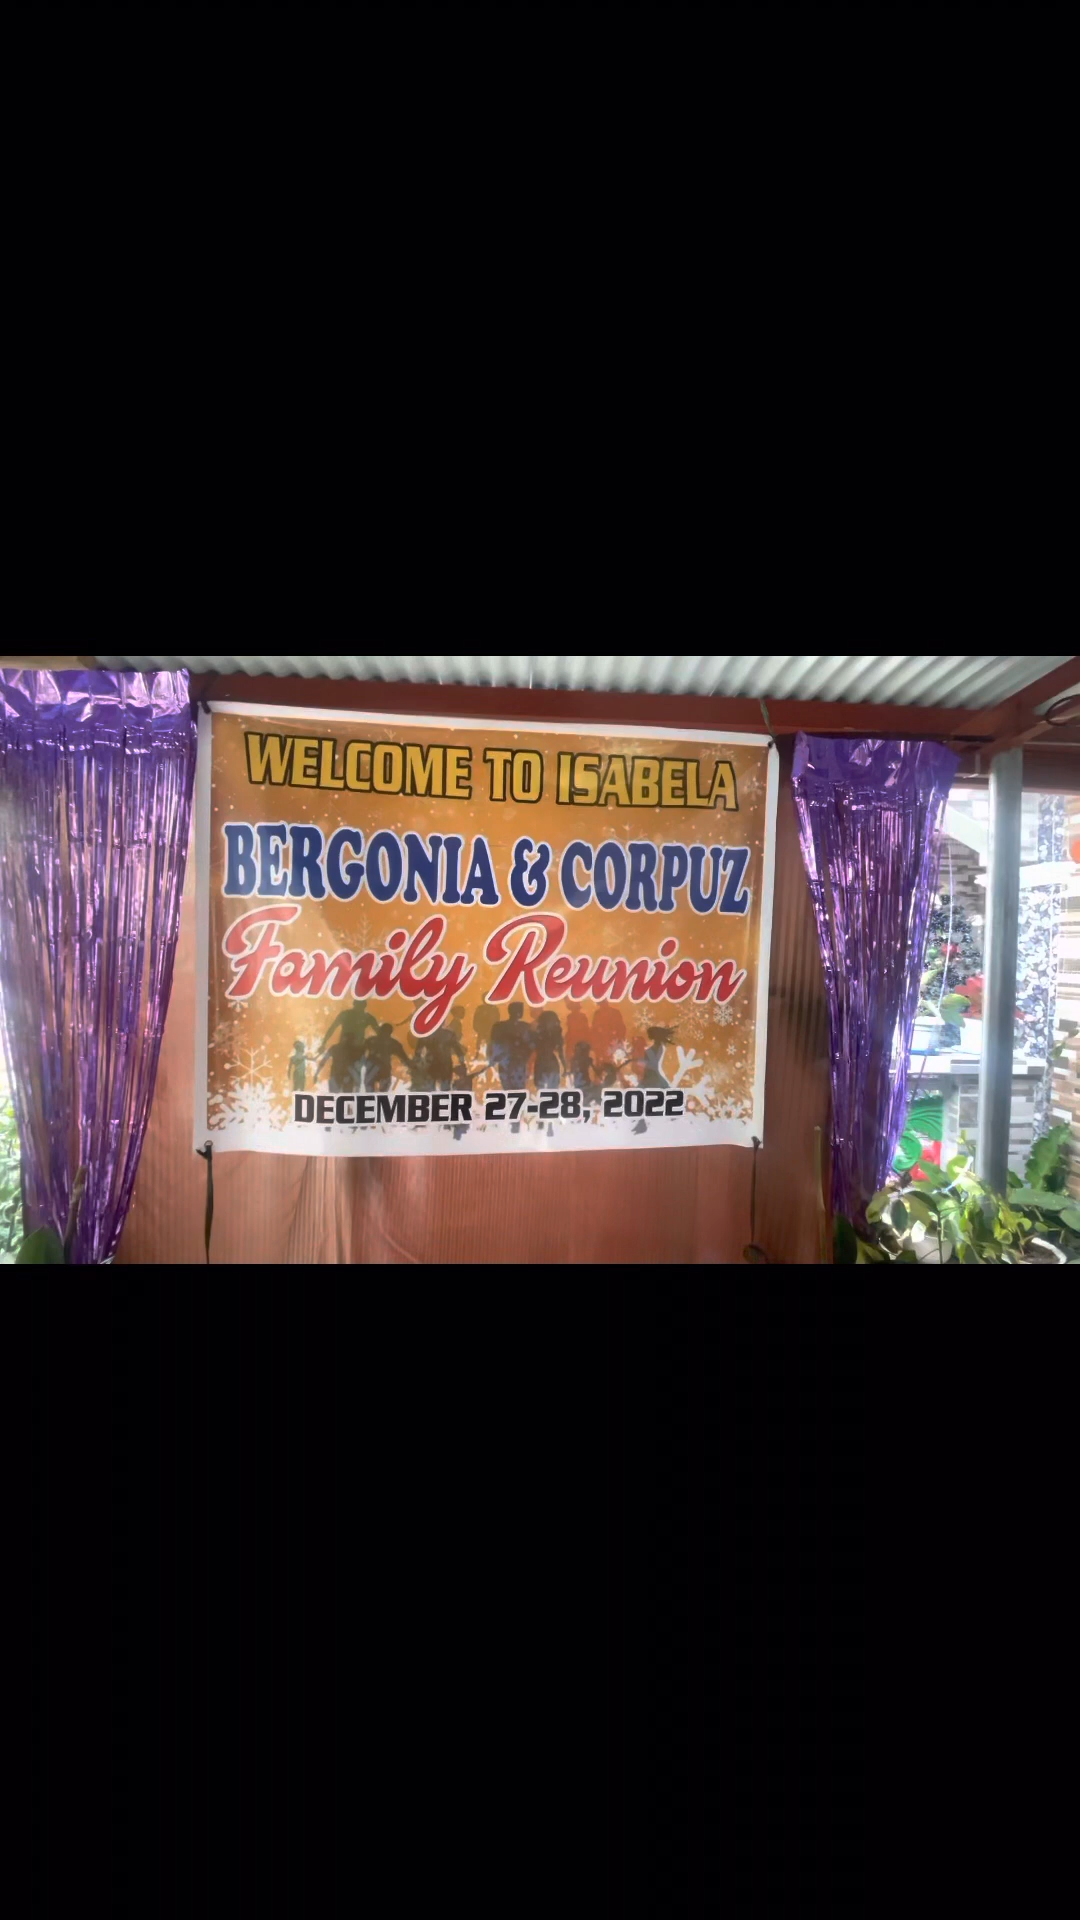 WELCOME TO ISABELA
BERGONIA & CORPUZ
Family Reunion
DECEMBER 27-28, 2022